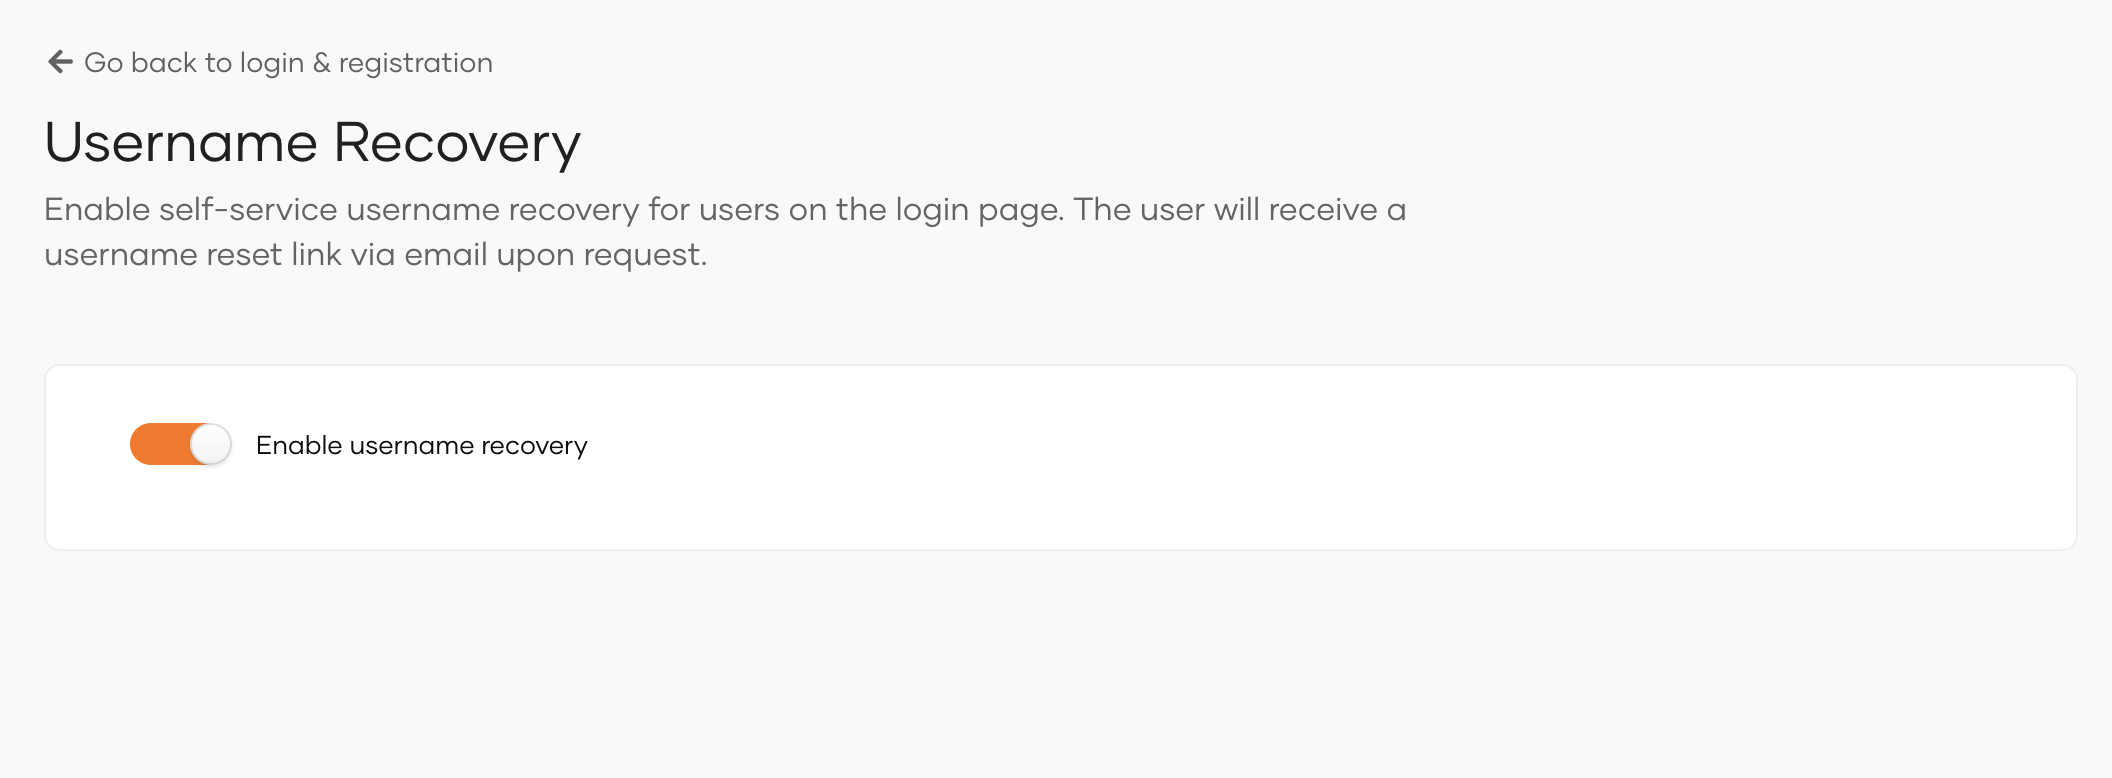 Go back to login & registration
Username Recovery
Enable self-service username recovery for users on the login page. The user will receive a
username reset link via email upon request.
Enable username recovery